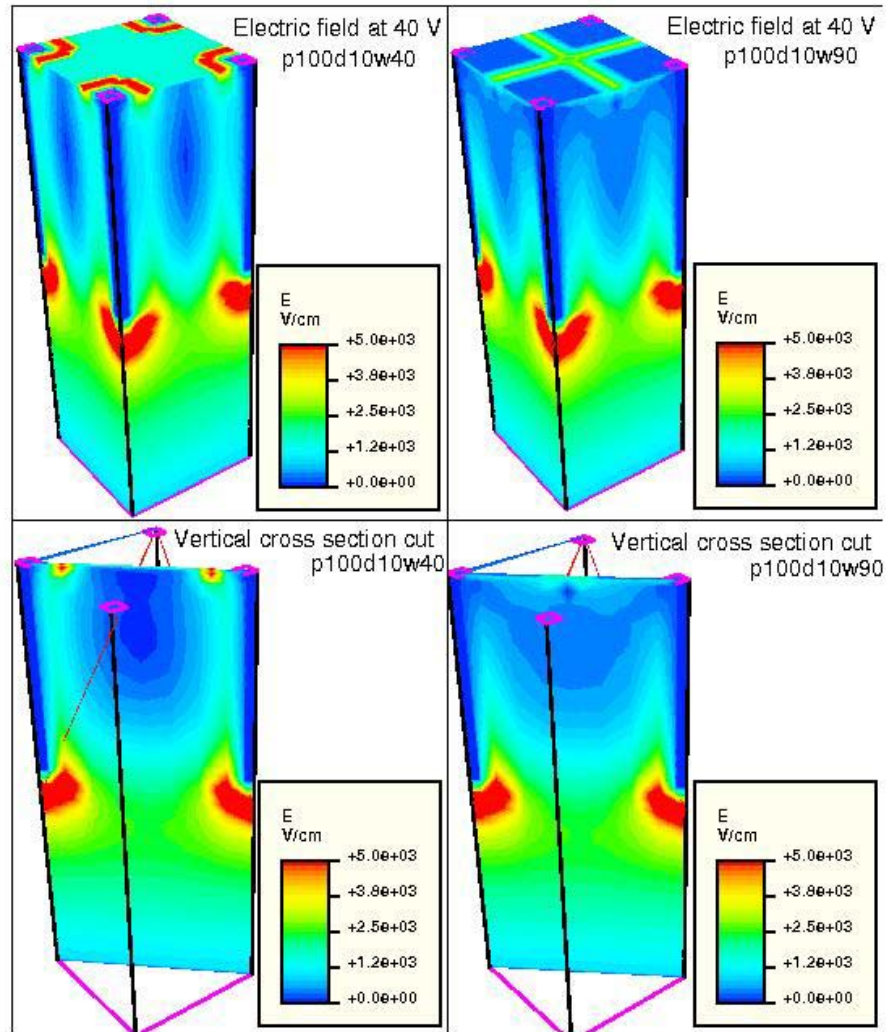 Electric field at 40 V
p100d10w40
E
V/cm
+5.0e+03
+3.8e+03
+2.5e+03
+1.2e+03
+0.0e+00
Electric field at 40 V
p100d10w90
E
V/cm
+5.0e+03
+3.8e+03
+2.5e+03
+1.2e+03
+0.0e+00
Vertical cross section cut
p100d10w40
E
V/cm
+5.0e+03
+3.8e+03
+2.5e+03
+1.2e+03
+0.0e+00
Vertical cross section cut
p100d10w90
E
V/cm
+5.0e+03
+3.8e+03
+2.5e+03
+1.2e+03
+0.0e+00